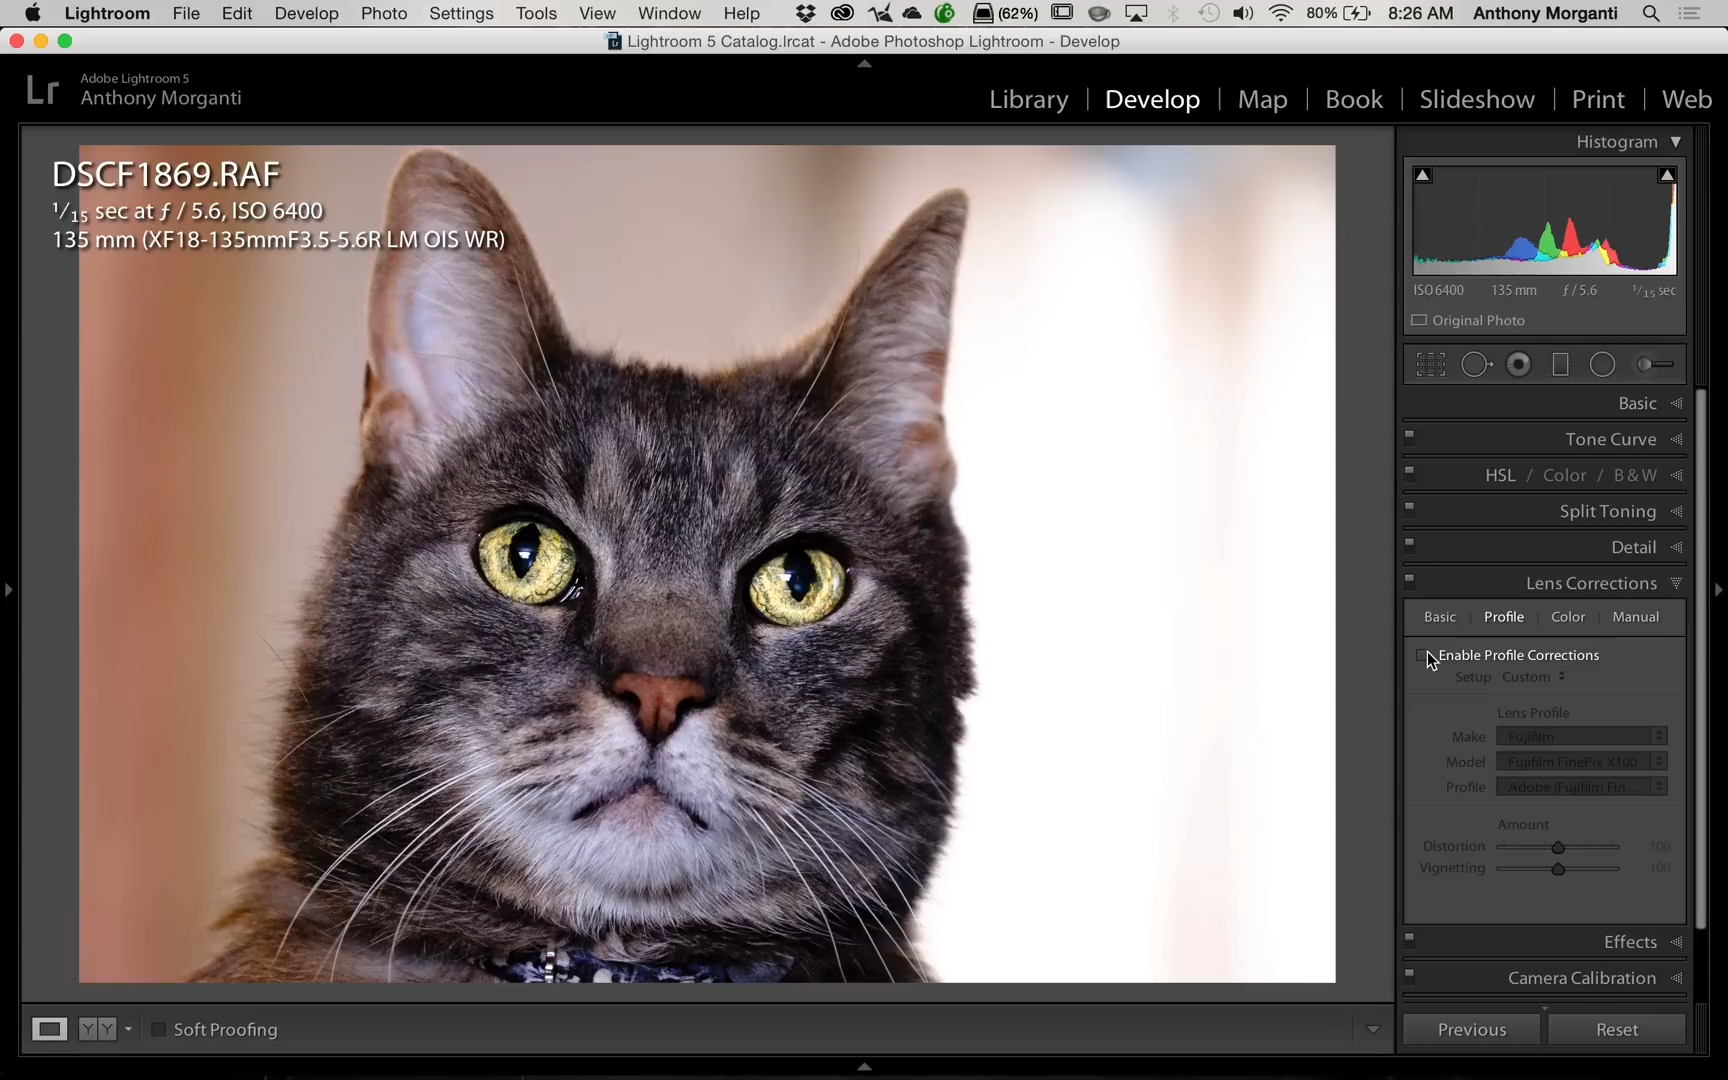 Lightroom File Edit Develop Photo Settings Tools View Window Help (62%) 80% 8:26 AM Anthony Morganti
Lightroom 5 Catalog.lrcat - Adobe Photoshop Lightroom - Develop
Lr
Adobe Lightroom 5
Anthony Morganti
Library | Develop | Map | Book | Slideshow | Print | Web
DSCF1869.RAF
1/15 sec at ƒ / 5.6, ISO 6400
135 mm (XF18-135mmF3.5-5.6R LM OIS WR)
Histogram
ISO 6400 135 mm ƒ / 5.6 1/15 sec
Original Photo
Basic
Tone Curve
HSL / Color / B & W
Split Toning
Detail
Lens Corrections
Basic | Profile | Color | Manual
Enable Profile Corrections
Setup Custom
Lens Profile
Make Fujifilm
Model Fujifilm FinePix X100
Profile Adobe (Fujifilm Fin...
Amount
Distortion 100
Vignetting 100
Effects
Camera Calibration
YY Soft Proofing
Previous Reset